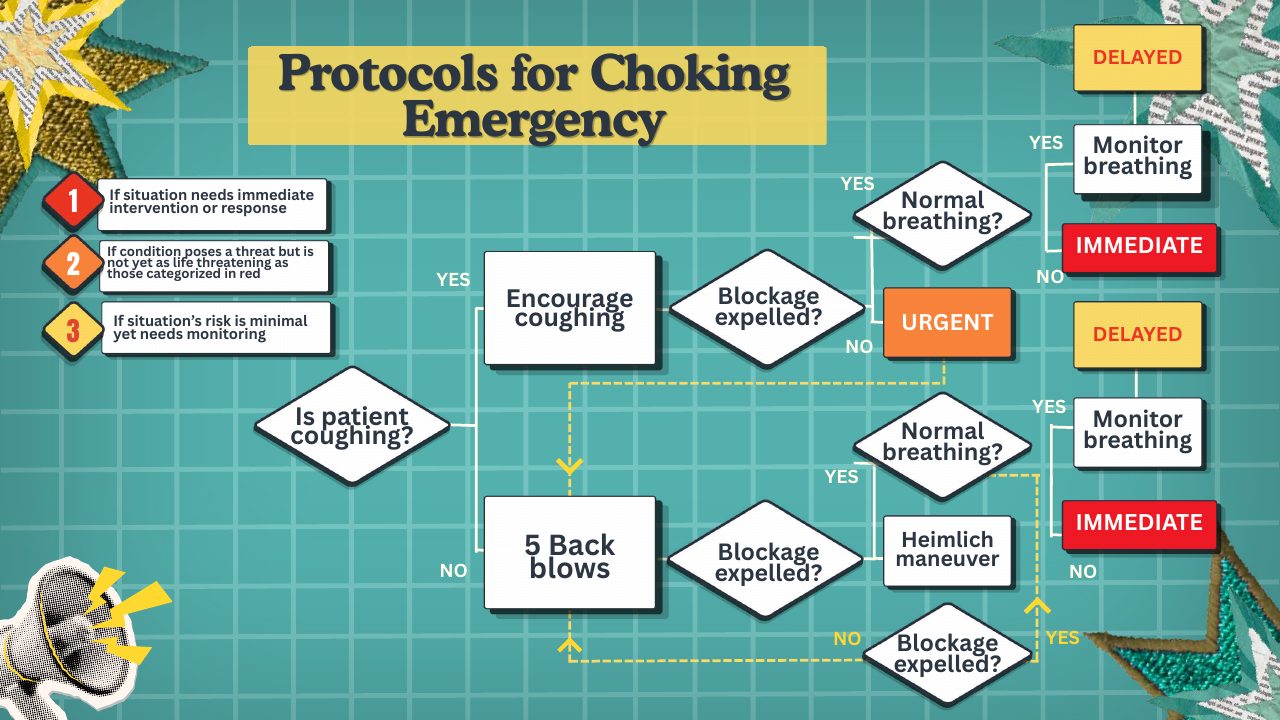 Protocols for Choking
Emergency
1
If situation needs immediate
intervention or response
2
If condition poses a threat but is
not yet as life threatening as
those categorized in red
3
If situation's risk is minimal
yet needs monitoring
Is patient
coughing?
YES
Encourage
coughing
Blockage
expelled?
YES
Normal
breathing?
YES
Monitor
breathing
DELAYED
NO
IMMEDIATE
NO
URGENT
NO
5 Back
blows
Blockage
expelled?
YES
Normal
breathing?
YES
Monitor
breathing
DELAYED
IMMEDIATE
NO
Heimlich
maneuver
Blockage
expelled?
NO
YES